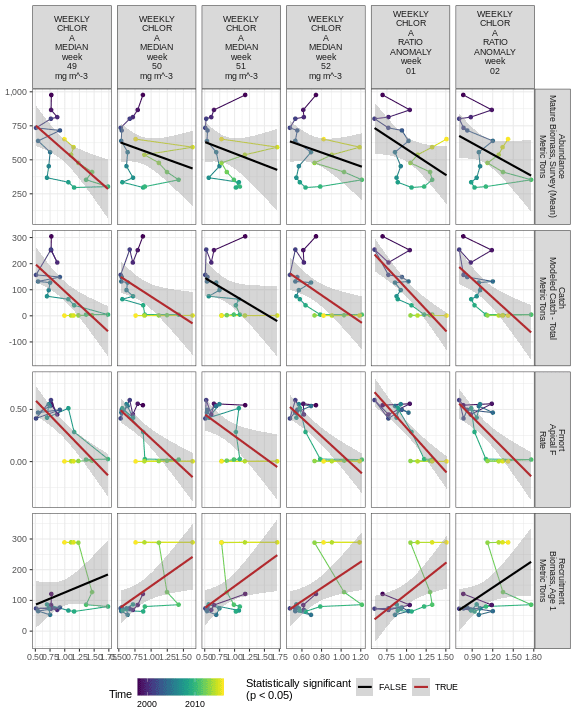 WEEKLY
CHLOR
A
MEDIAN
week
49
mg m^-3
WEEKLY
CHLOR
A
MEDIAN
week
50
mg m^-3
WEEKLY
CHLOR
A
MEDIAN
week
51
mg m^-3
WEEKLY
CHLOR
A
MEDIAN
week
52
mg m^-3
WEEKLY
CHLOR
A
RATIO
ANOMALY
week
01
WEEKLY
CHLOR
A
RATIO
ANOMALY
week
02
1,000
750
500
250
Abundance
Mature Biomass, Survey (Mean)
Metric Tons
300
200
100
0
-100
Catch
Modeled Catch - Total
Metric Tons
0.50
0.00
Fmort
Apical F
Rate
300
200
100
0
Recruitment
Biomass, Age 1
Metric Tons
0.50 0.75 1.00 1.25 1.50 1.75
0.75 1.00 1.25 1.50
0.75 1.00 1.25 1.50 1.75
0.60 0.80 1.00 1.20
0.75 1.00 1.25 1.50
0.90 1.20 1.50 1.80
Time
2000 2010
Statistically significant
(p < 0.05)
FALSE
TRUE